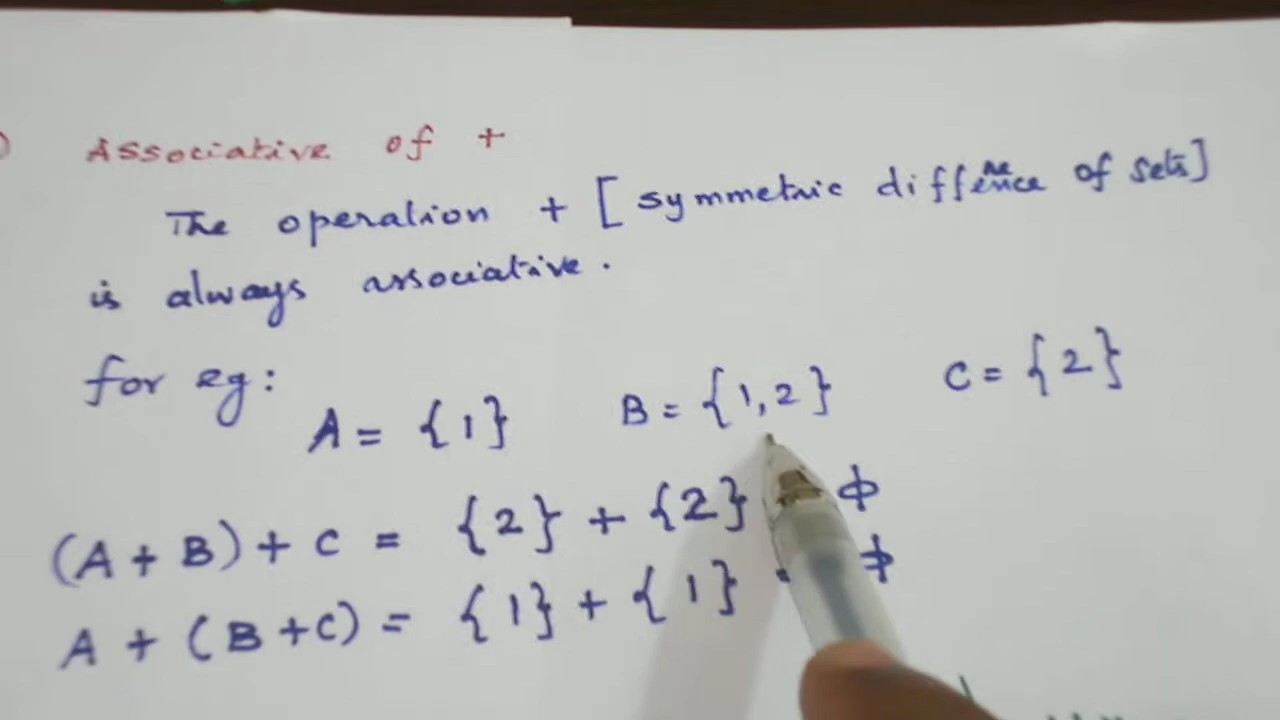 Associative of +
The operation + [symmetric difference of sets]
is always associative.
for eg:
A = {1} B = {1,2} C = {2}
(A + B) + C = {2} + {2} ϕ
A + (B + C) = {1} + {1} = ϕ